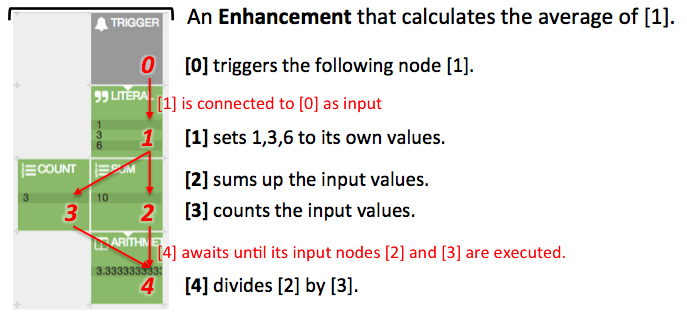 An Enhancement that calculates the average of [1].
TRIGGER
0
[0] triggers the following node [1].
LITERAL
[1] is connected to [0] as input
1
3
6
1
[1] sets 1,3,6 to its own values.
COUNT
SUM
[2] sums up the input values.
3
10
3
2
[3] counts the input values.
ARITHMET
[4] awaits until its input nodes [2] and [3] are executed.
3.3333333333
4
[4] divides [2] by [3].